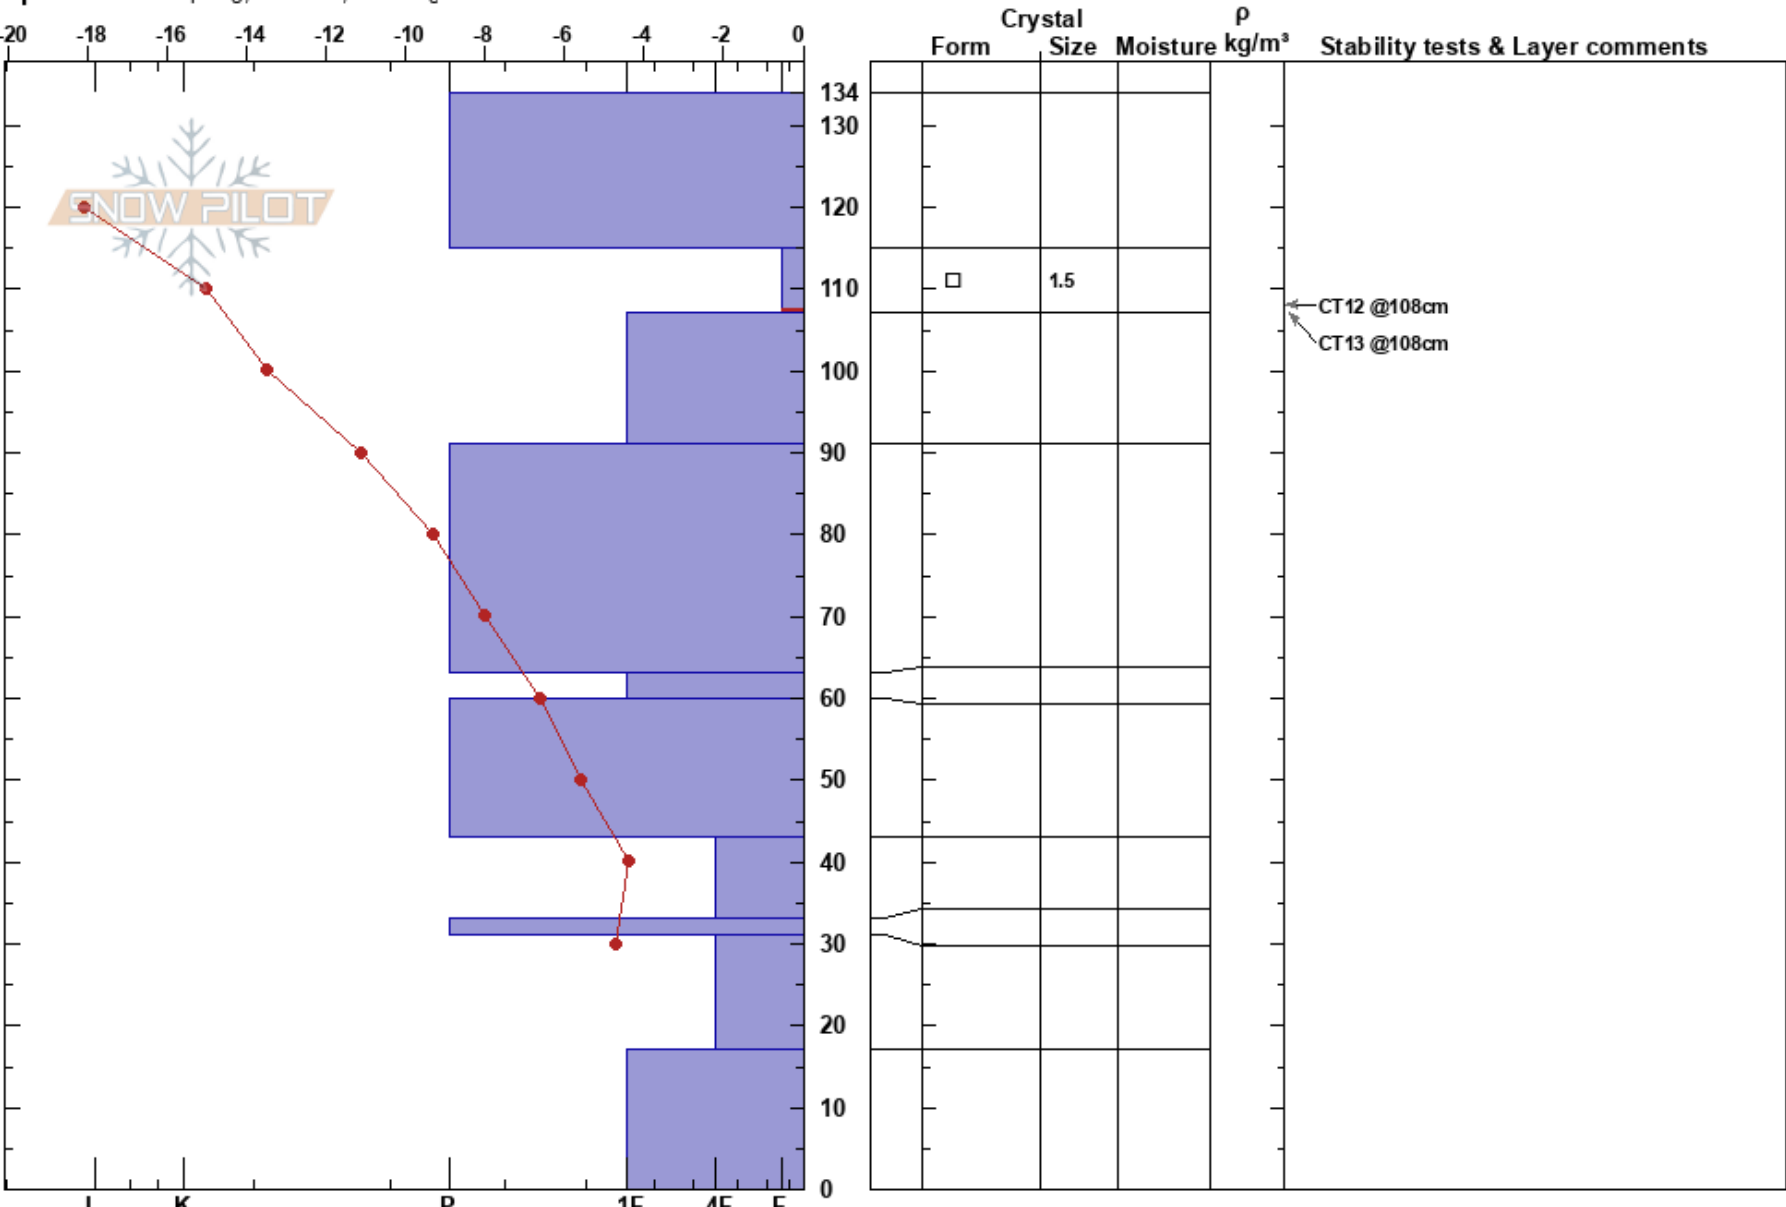 -20 -18 -16 -14 -12 -10 -8 -6 -4 -2 0
Crystal
ρ
Form Size Moisture kg/m³ Stability tests & Layer comments
134
130
SNOW PILOT
120
110
1.5
CT12 @108cm
CT13 @108cm
100
90
80
70
60
50
40
30
20
10
0
I K P 1F 4F F